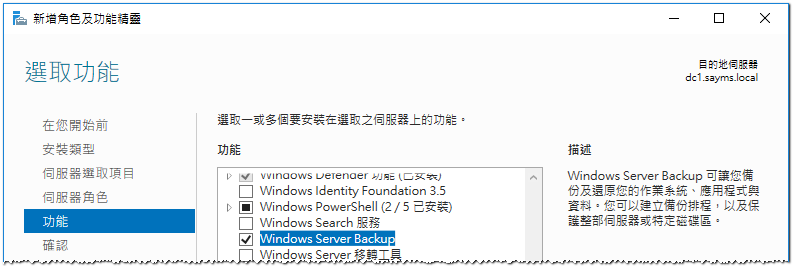 新增角色及功能精靈
選取功能
目的地伺服器
dc1.sayms.local
在您開始前
安裝類型
伺服器選取項目
伺服器角色
功能
確認
選取一或多個要安裝在選取之伺服器上的功能。
功能
Windows Defender 功能 (已安裝)
Windows Identity Foundation 3.5
Windows PowerShell (2 / 5 已安裝)
Windows Search 服務
Windows Server Backup
Windows Server 移轉工具
描述
Windows Server Backup 可讓您備
份及還原您的作業系統、應用程式與
資料。您可以建立備份排程，以及保
護整部伺服器或特定磁碟區。